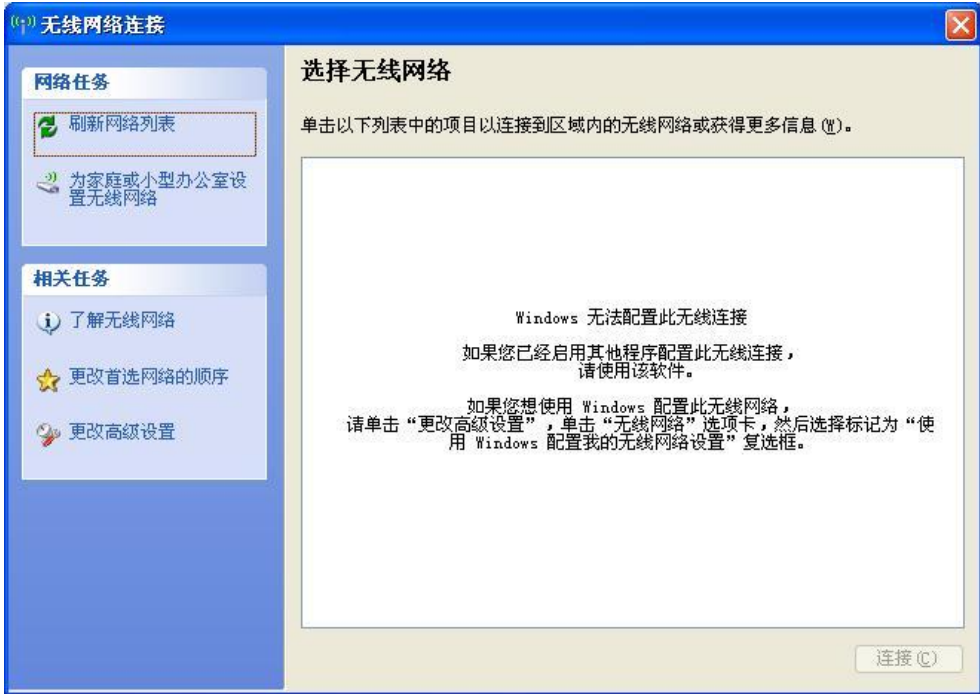 无线网络连接
网络任务
刷新网络列表
为家庭或小型办公室设
置无线网络
相关任务
了解无线网络
更改首选网络的顺序
更改高级设置
选择无线网络
单击以下列表中的项目以连接到区域内的无线网络或获得更多信息(W)。
Windows 无法配置此无线连接
如果您已经启用其他程序配置此无线连接，
请使用该软件。
如果您想使用 Windows 配置此无线网络，
请单击“更改高级设置”，单击“无线网络”选项卡，然后选择标记为“使
用 Windows 配置我的无线网络设置”复选框。
连接(C)